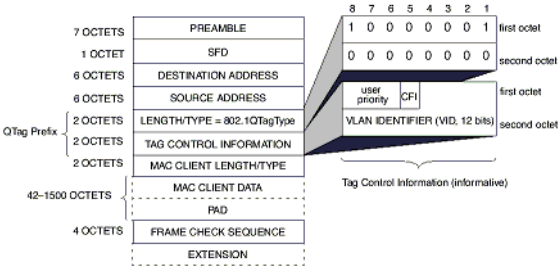 8 7 6 5 4 3 2 1
7 OCTETS PREAMBLE 1 0 0 0 0 0 0 1 first octet
1 OCTET SFD 0 0 0 0 0 0 0 0 second octet
6 OCTETS DESTINATION ADDRESS
6 OCTETS SOURCE ADDRESS user priority CFI first octet
QTag Prefix
2 OCTETS LENGTH/TYPE = 802.1QTagType VLAN IDENTIFIER (VID, 12 bits) second octet
2 OCTETS TAG CONTROL INFORMATION
2 OCTETS MAC CLIENT LENGTH/TYPE
Tag Control Information (informative)
42–1500 OCTETS MAC CLIENT DATA
PAD
4 OCTETS FRAME CHECK SEQUENCE
EXTENSION